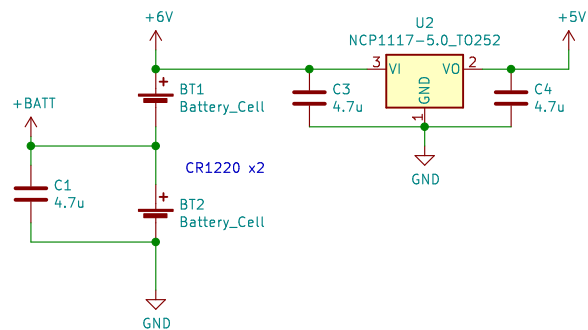 +6V
U2
NCP1117-5.0_TO252
+5V
3
VI
VO
2
GND
1
+BATT
BT1
Battery_Cell
C3
4.7u
C4
4.7u
GND
CR1220 x2
C1
4.7u
BT2
Battery_Cell
GND